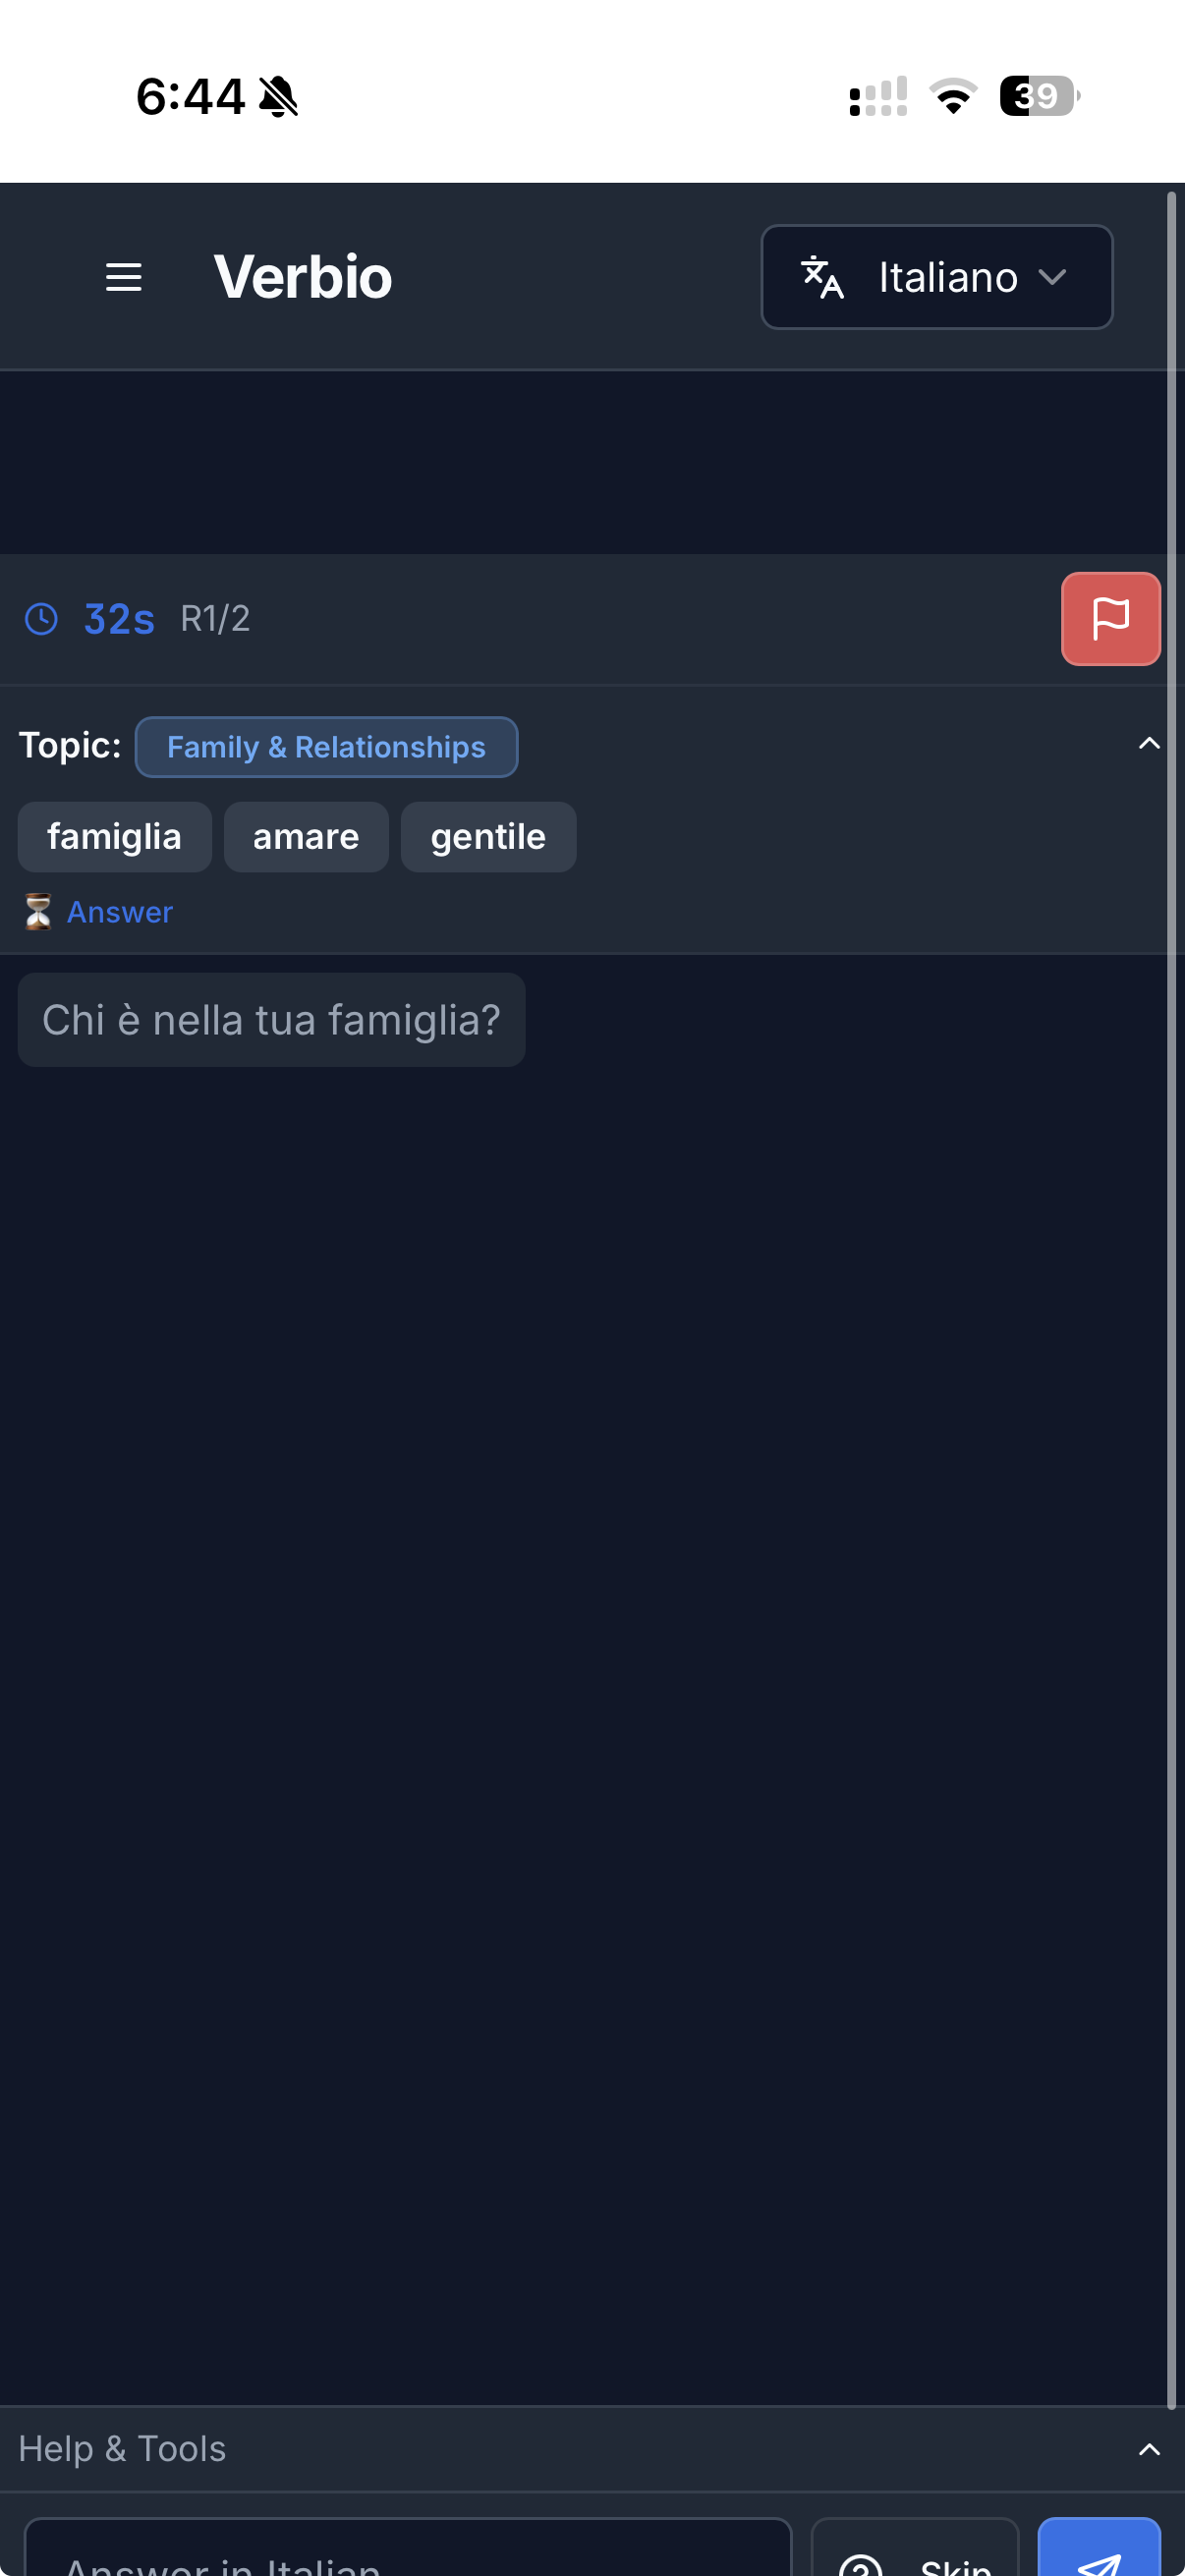 6:44
39
Verbio
Italiano
32s R1/2
Topic: Family & Relationships
famiglia amare gentile
Answer
Chi è nella tua famiglia?
Help & Tools
Answer in Italian
Skip